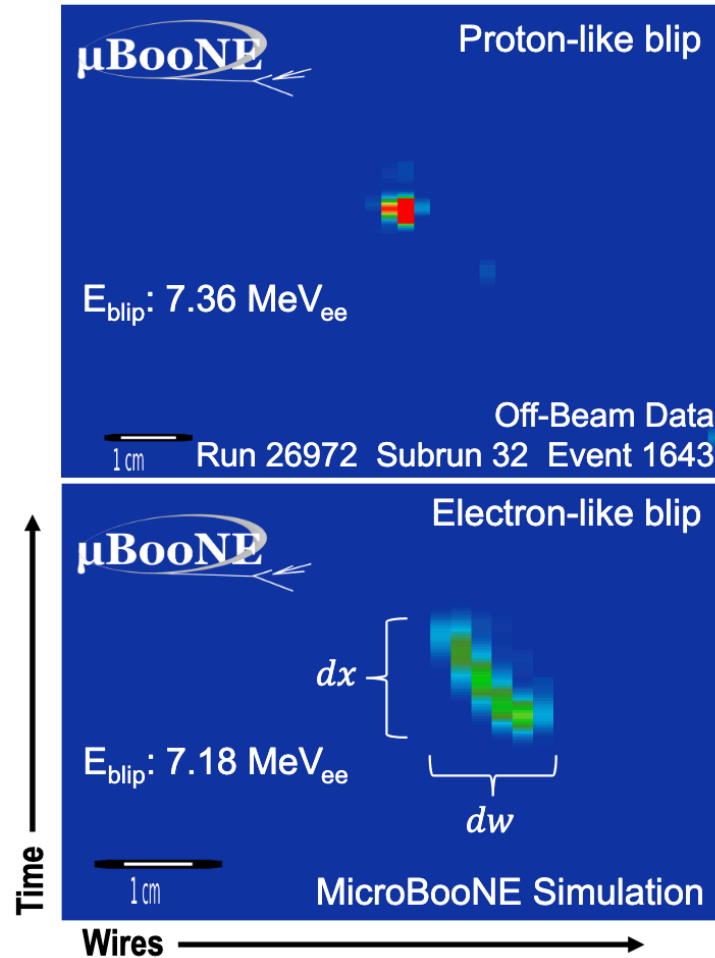 µBooNE
Proton-like blip
E_blip: 7.36 MeV_ee
Off-Beam Data
1 cm
Run 26972 Subrun 32 Event 1643
µBooNE
Electron-like blip
dx
E_blip: 7.18 MeV_ee
dw
1 cm
MicroBooNE Simulation
Time
Wires